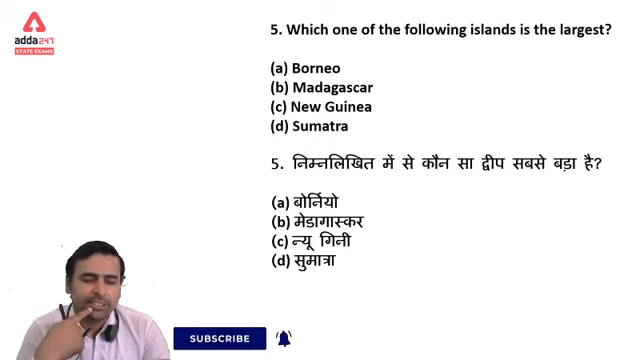 adda247
STATE EXAMS
5. Which one of the following islands is the largest?
(a) Borneo
(b) Madagascar
(c) New Guinea
(d) Sumatra
5. निम्नलिखित में से कौन सा द्वीप सबसे बड़ा है?
(a) बोर्नियो
(b) मेडागास्कर
(c) न्यू गिनी
(d) सुमात्रा
SUBSCRIBE